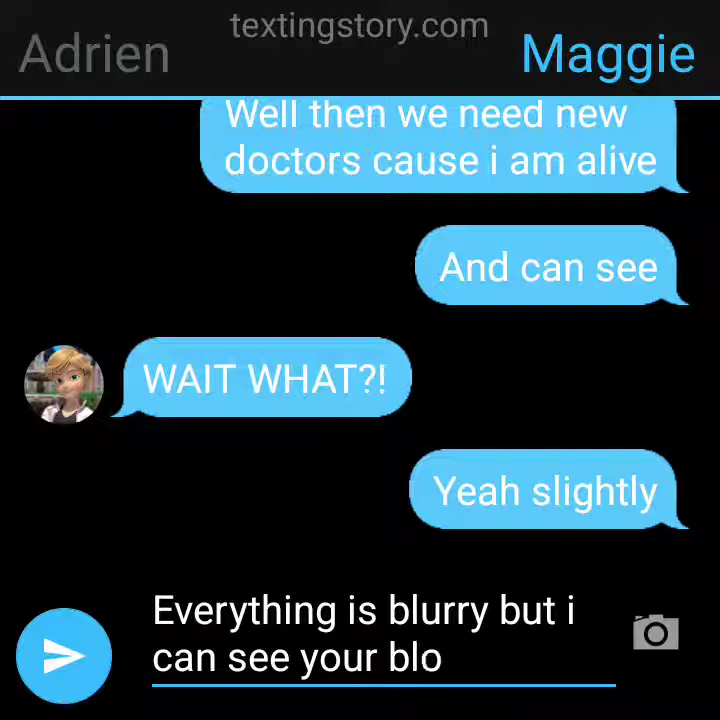 textingstory.com
Adrien
Maggie
Well then we need new
doctors cause i am alive
And can see
WAIT WHAT?!
Yeah slightly
Everything is blurry but i
can see your blo